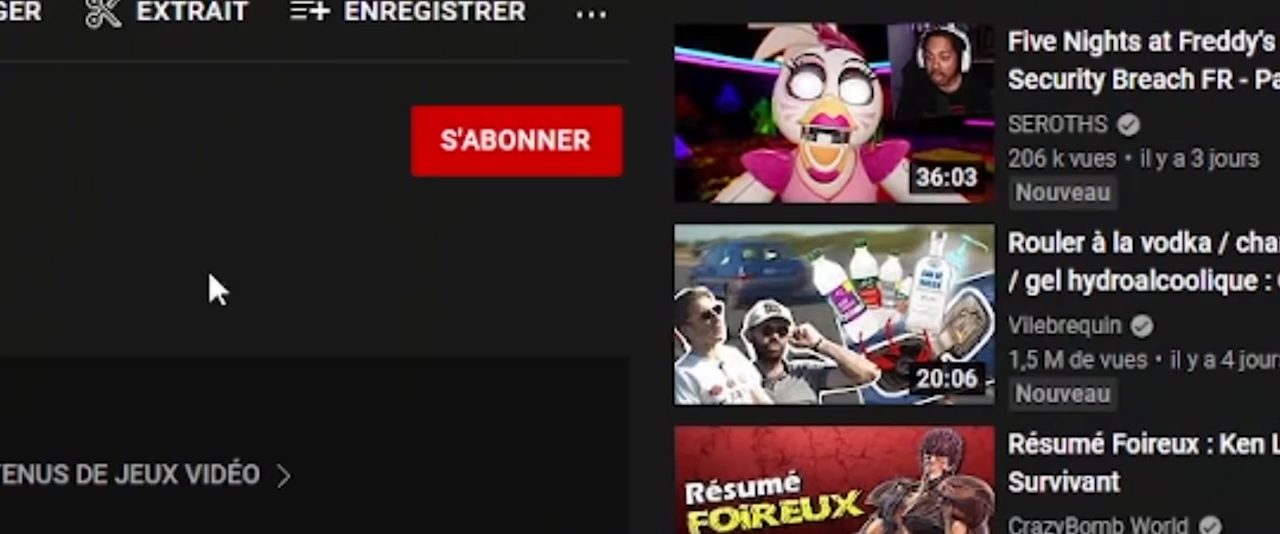 GER EXTRAIT ENREGISTRER ...
S'ABONNER
TENUS DE JEUX VIDÉO
36:03
Five Nights at Freddy's
Security Breach FR - Pa
SEROTHS
206 k vues • il y a 3 jours
Nouveau
20:06
Rouler à la vodka / cha
/ gel hydroalcoolique :
Vilebrequin
1,5 M de vues • il y a 4 jours
Nouveau
Résumé
FOIREUX
Résumé Foireux : Ken L
Survivant
CrazyBomb World